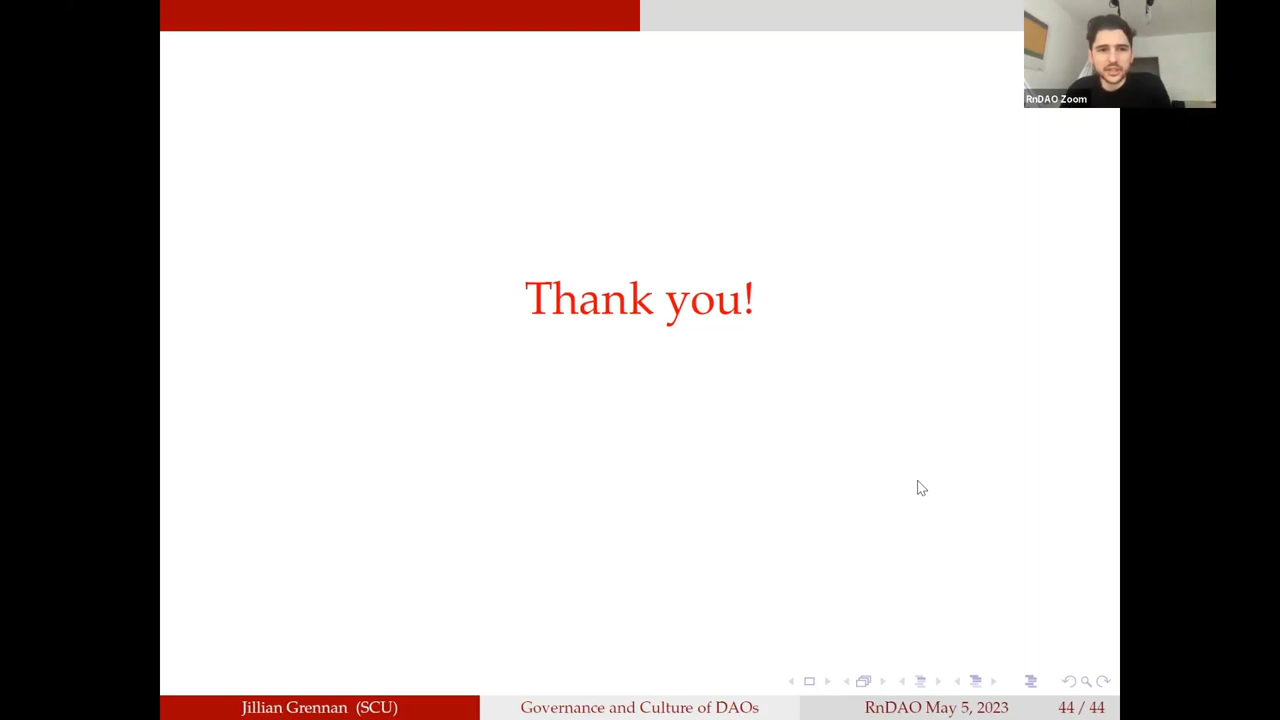 RnDAO Zoom
Thank you!
Jillian Grennan (SCU)
Governance and Culture of DAOs
RnDAO May 5, 2023
44 / 44